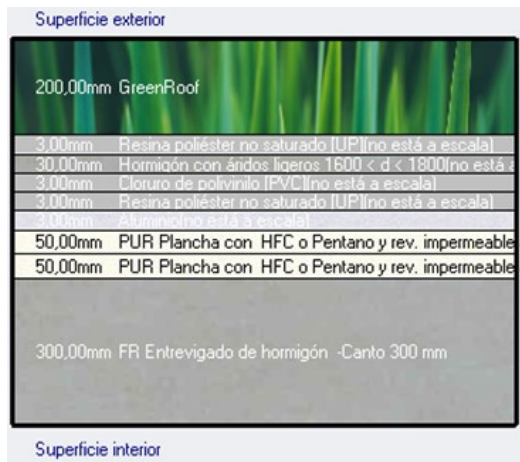 Superficie exterior
200,00mm GreenRoof
3,00mm Resina poliéster no saturado [UP](no está a escala)
30,00mm Hormigón con áridos ligeros 1600 < d < 1800(no está a
3,00mm Cloruro de polivinilo [PVC](no está a escala)
3,00mm Resina poliéster no saturado [UP](no está a escala)
3,00mm Aluminio(no está a escala)
50,00mm PUR Plancha con HFC o Pentano y rev. impermeable
50,00mm PUR Plancha con HFC o Pentano y rev. impermeable
300,00mm FR Entrevigado de hormigón -Canto 300 mm
Superficie interior